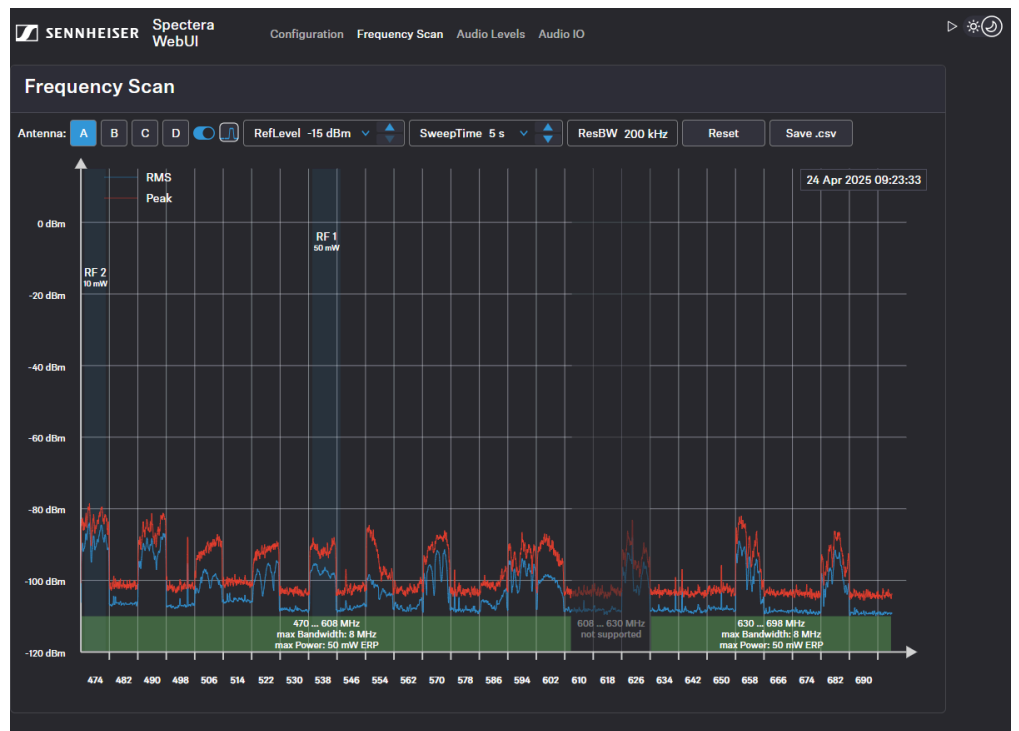 SENNHEISER
Spectera
WebUI
Configuration
Frequency Scan
Audio Levels
Audio IO
Frequency Scan
Antenna: A B C D RefLevel -15 dBm SweepTime 5 s ResBW 200 kHz Reset Save .csv
RMS
Peak
24 Apr 2025 09:23:33
0 dBm
RF 1
50 mW
RF 2
10 mW
-20 dBm
-40 dBm
-60 dBm
-80 dBm
-100 dBm
-120 dBm
470 ... 608 MHz
max Bandwidth: 8 MHz
max Power: 50 mW ERP
608 ... 630 MHz
not supported
630 ... 698 MHz
max Bandwidth: 8 MHz
max Power: 50 mW ERP
474 482 490 498 506 514 522 530 538 546 554 562 570 578 586 594 602 610 618 626 634 642 650 658 666 674 682 690